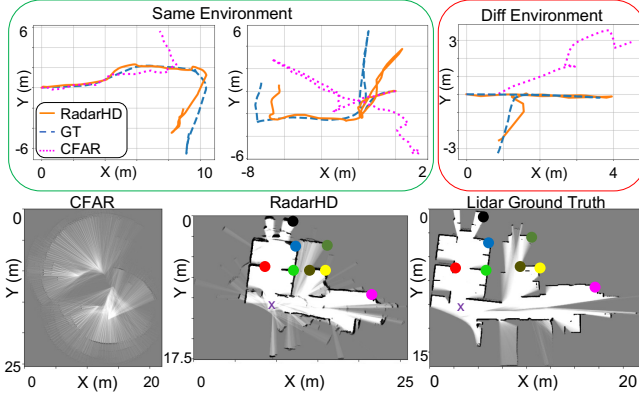 Same Environment
Diff Environment
6
Y (m)
-6
0
X (m)
10
RadarHD
GT
CFAR
6
Y (m)
-6
-8
X (m)
2
3
Y (m)
-3
0
X (m)
4
CFAR
RadarHD
Lidar Ground Truth
0
Y (m)
25
0
X (m)
22
0
Y (m)
17.5
X
0
X (m)
25
0
Y (m)
15
X
0
X (m)
20